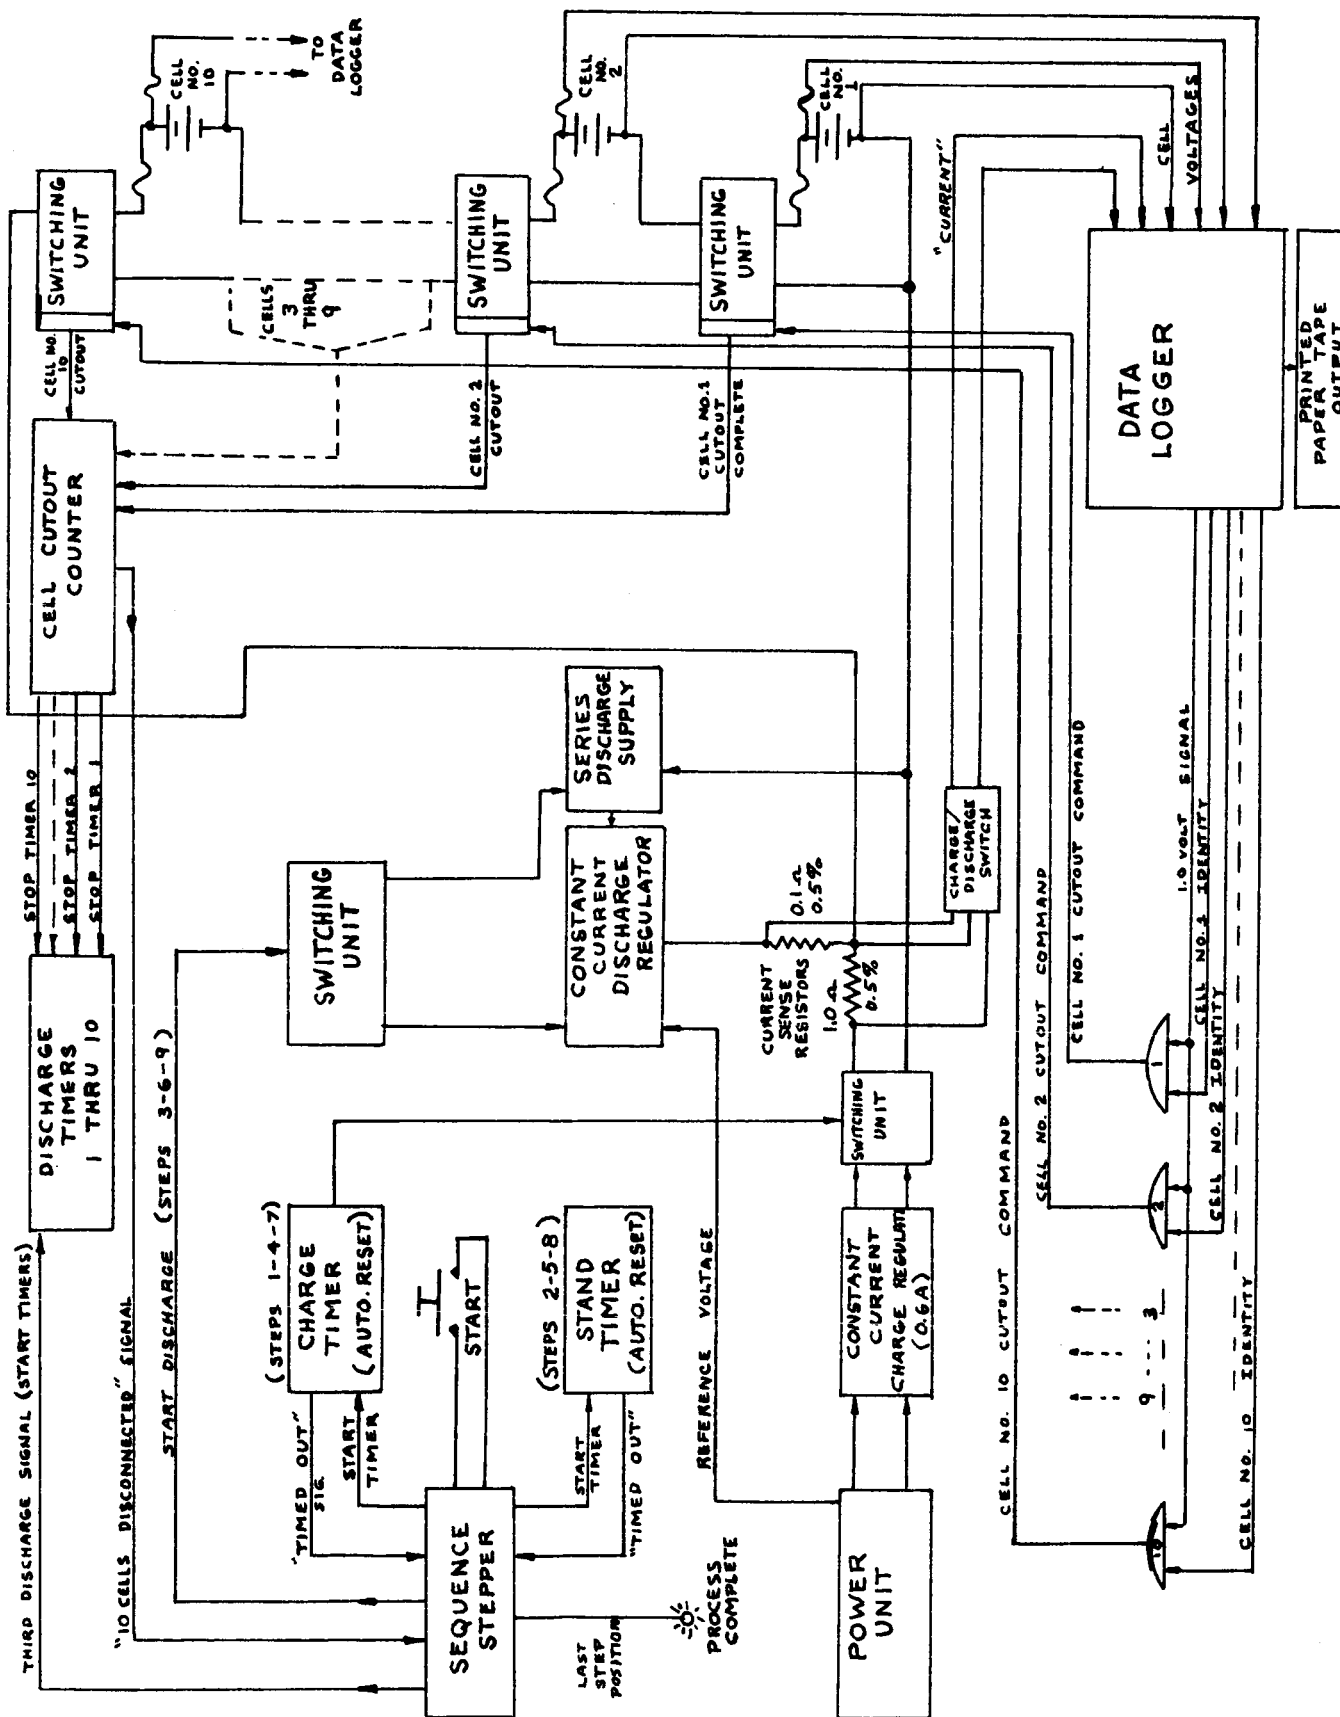 THIRD DISCHARGE SIGNAL (START TIMERS)
"10 CELLS DISCONNECTED" SIGNAL
START DISCHARGE (STEPS 3-6-9)
DISCHARGE
TIMERS
1 THRU 10
STOP TIMER 10
STOP TIMER 2
STOP TIMER 1
CELL CUTOUT
COUNTER
CELL NO.
10
CUTOUT
SWITCHING
UNIT
CELL
NO.
10
TO
DATA
LOGGER
CELLS
3
THRU
9
CELL NO. 2
CUTOUT
SWITCHING
UNIT
CELL
NO.
2
CELL NO. 1
CUTOUT
COMPLETE
SWITCHING
UNIT
CELL
NO.
1
SEQUENCE
STEPPER
"TIMED OUT"
SIG.
START
TIMER
(STEPS 1-4-7)
CHARGE
TIMER
(AUTO. RESET)
START
START
TIMER
"TIMED OUT"
(STEPS 2-5-8)
STAND
TIMER
(AUTO. RESET)
LAST
STEP
POSITION
PROCESS
COMPLETE
SWITCHING
UNIT
SERIES
DISCHARGE
SUPPLY
CONSTANT
CURRENT
DISCHARGE
REGULATOR
REFERENCE VOLTAGE
CURRENT
SENSE
RESISTORS
0.1 Ω
0.5%
1.0 Ω
0.5%
POWER
UNIT
CONSTANT
CURRENT
CHARGE REGULAT
(0.6A)
SWITCHING
UNIT
CHARGE/
DISCHARGE
SWITCH
"CURRENT"
CELL
VOLTAGES
CELL NO. 10 CUTOUT COMMAND
CELL NO. 2 CUTOUT COMMAND
CELL NO. 1 CUTOUT COMMAND
1.0 VOLT SIGNAL
CELL NO. 1 IDENTITY
CELL NO. 2 IDENTITY
CELL NO. 10 IDENTITY
10
9 --- 3
2
1
DATA
LOGGER
PRINTED
PAPER TAPE
OUTPUT